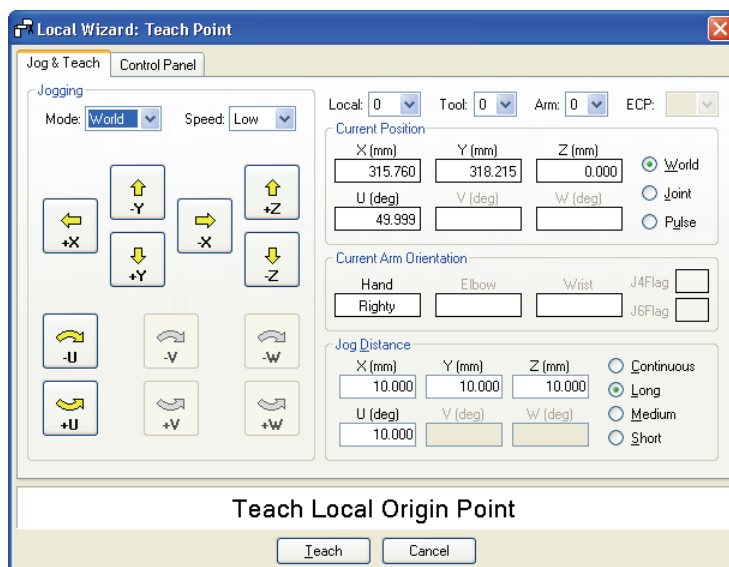 Local Wizard: Teach Point
Jog & Teach Control Panel
Jogging
Mode: World Speed: Low
-Y
+Z
+X
-X
+Y
-Z
-U
-V
-W
+U
+V
+W
Local: 0 Tool: 0 Arm: 0 ECP:
Current Position
X (mm) Y (mm) Z (mm)
315.760 318.215 0.000
U (deg) V (deg) W (deg)
49.999
World
Joint
Pulse
Current Arm Orientation
Hand Elbow Wrist
Righty
J4Flag
J6Flag
Jog Distance
X (mm) Y (mm) Z (mm)
10.000 10.000 10.000
U (deg) V (deg) W (deg)
10.000
Continuous
Long
Medium
Short
Teach Local Origin Point
Teach Cancel